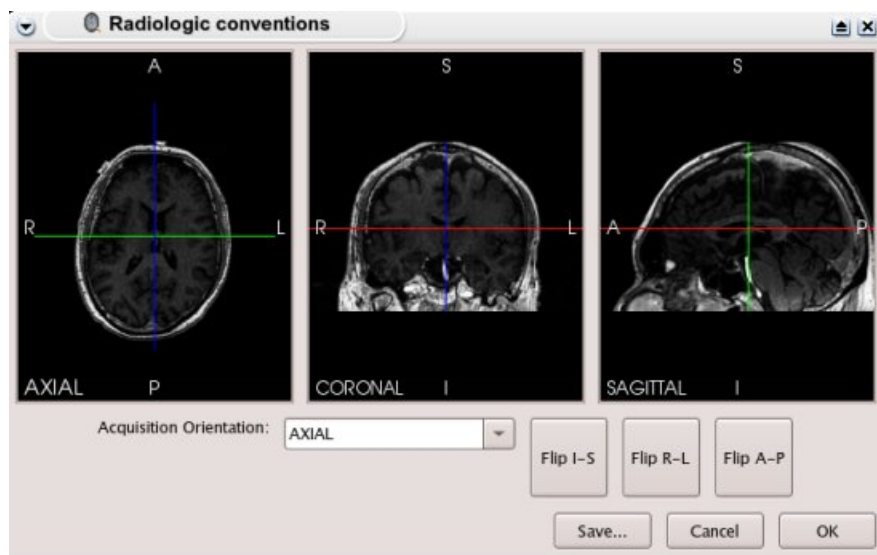 Radiologic conventions
A
S
S
R
L
R
L
A
P
AXIAL
P
CORONAL
I
SAGITTAL
I
Acquisition Orientation:
AXIAL
Flip I-S
Flip R-L
Flip A-P
Save...
Cancel
OK